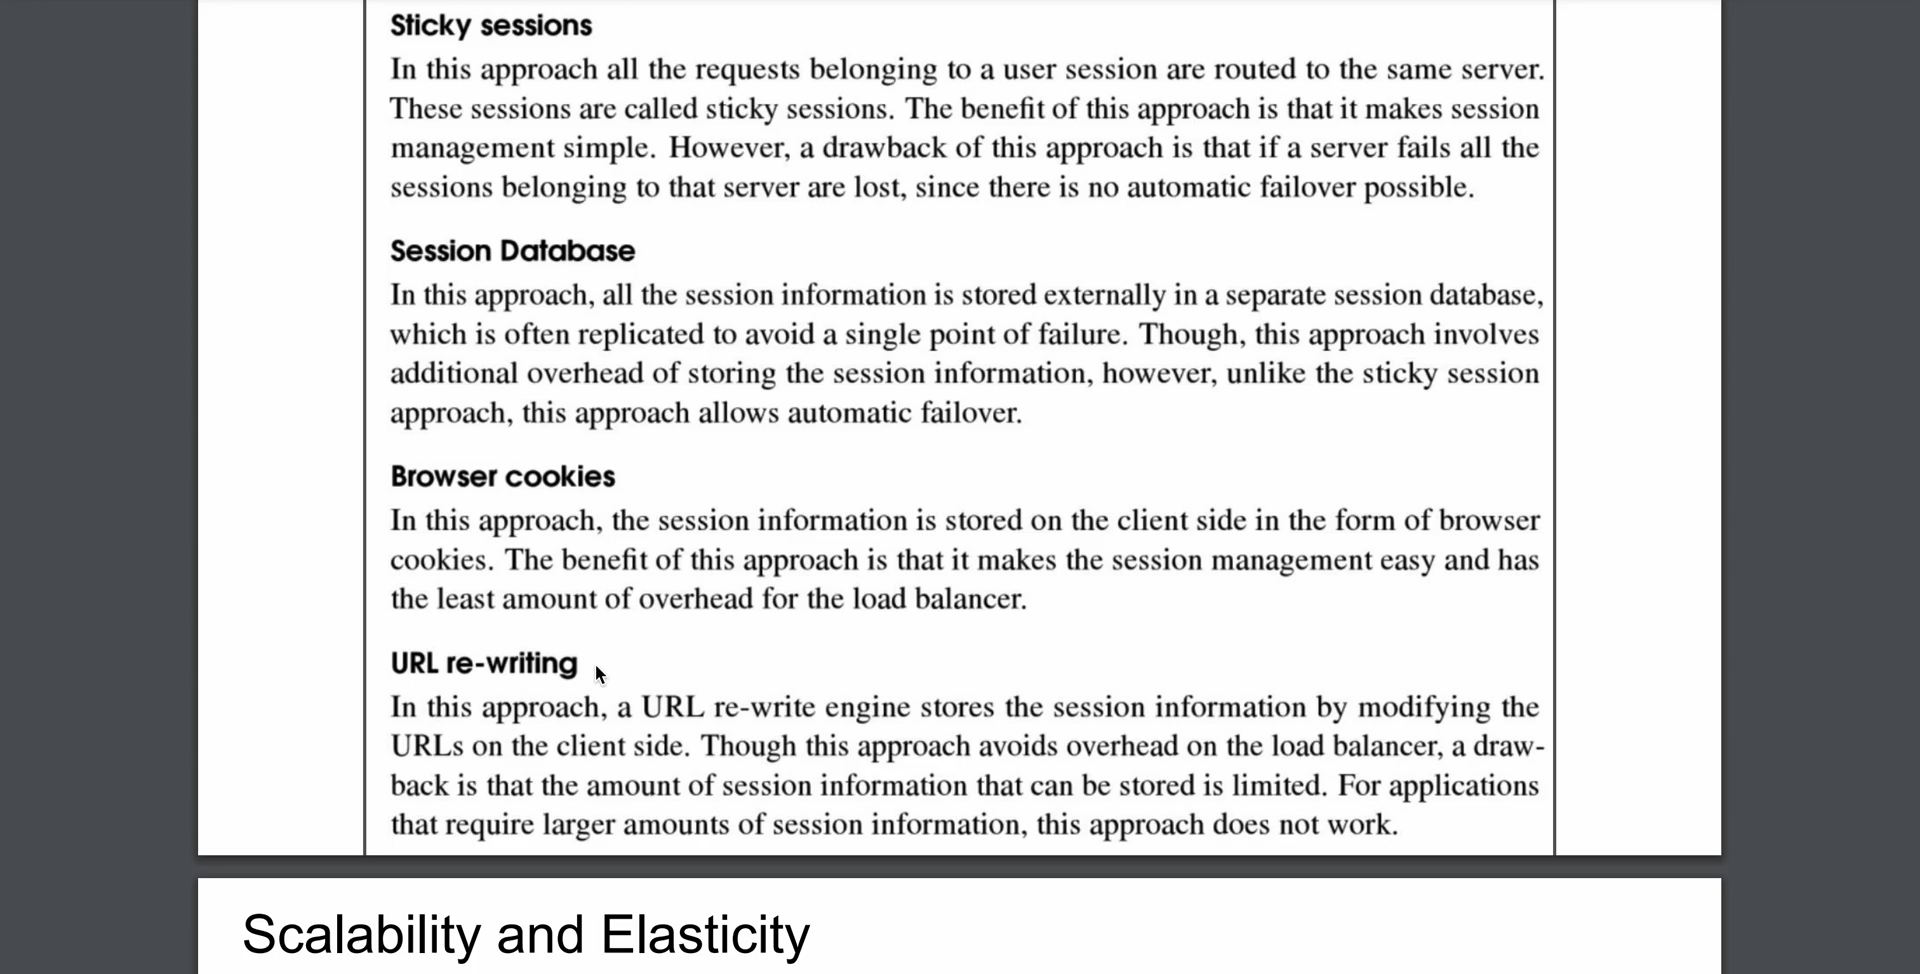 Sticky sessions
In this approach all the requests belonging to a user session are routed to the same server.
These sessions are called sticky sessions. The benefit of this approach is that it makes session
management simple. However, a drawback of this approach is that if a server fails all the
sessions belonging to that server are lost, since there is no automatic failover possible.
Session Database
In this approach, all the session information is stored externally in a separate session database,
which is often replicated to avoid a single point of failure. Though, this approach involves
additional overhead of storing the session information, however, unlike the sticky session
approach, this approach allows automatic failover.
Browser cookies
In this approach, the session information is stored on the client side in the form of browser
cookies. The benefit of this approach is that it makes the session management easy and has
the least amount of overhead for the load balancer.
URL re-writing
In this approach, a URL re-write engine stores the session information by modifying the
URLs on the client side. Though this approach avoids overhead on the load balancer, a draw-
back is that the amount of session information that can be stored is limited. For applications
that require larger amounts of session information, this approach does not work.
Scalability and Elasticity